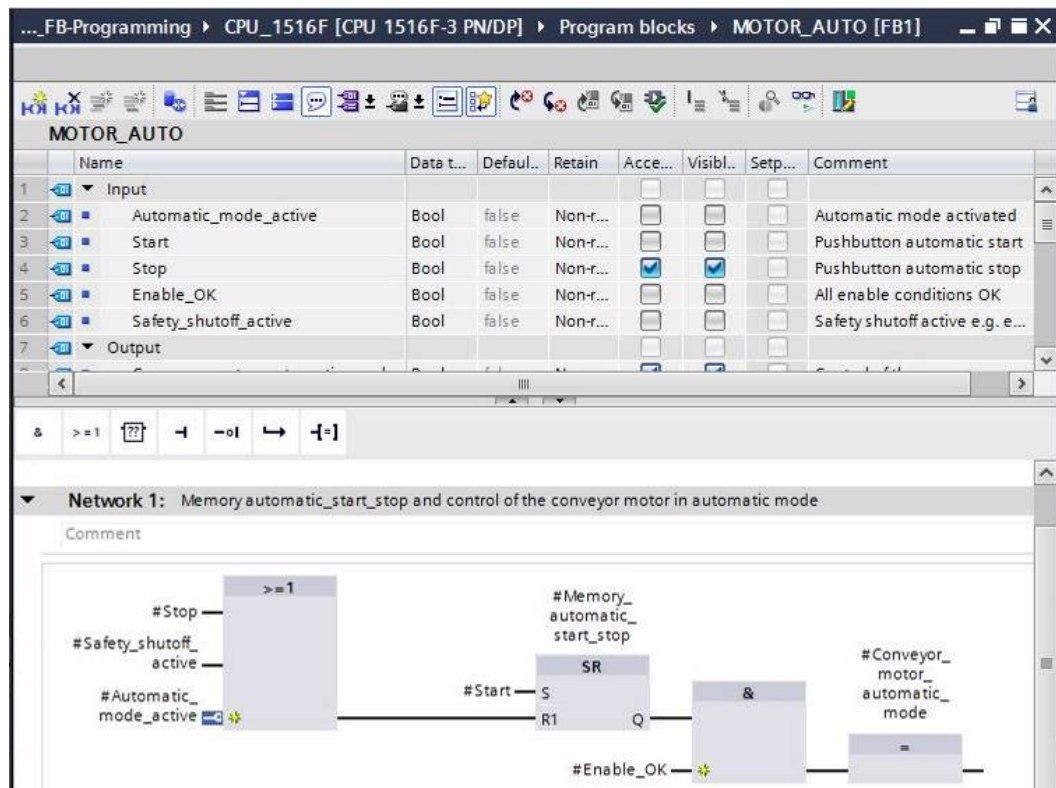 ..._FB-Programming ▸ CPU_1516F [CPU 1516F-3 PN/DP] ▸ Program blocks ▸ MOTOR_AUTO [FB1]
MOTOR_AUTO
Name Data t... Defaul.. Retain Acce... Visibl.. Setp... Comment
1 Input
2 Automatic_mode_active Bool false Non-r... Automatic mode activated
3 Start Bool false Non-r... Pushbutton automatic start
4 Stop Bool false Non-r... Pushbutton automatic stop
5 Enable_OK Bool false Non-r... All enable conditions OK
6 Safety_shutoff_active Bool false Non-r... Safety shutoff active e.g. e...
7 Output
& >=1 ?? -o| -[=]
Network 1: Memory automatic_start_stop and control of the conveyor motor in automatic mode
Comment
>=1
#Stop
#Safety_shutoff_
active
#Automatic_
mode_active
#Memory_
automatic_
start_stop
SR
#Start S
R1 Q
&
#Enable_OK
#Conveyor_
motor_
automatic_
mode
=